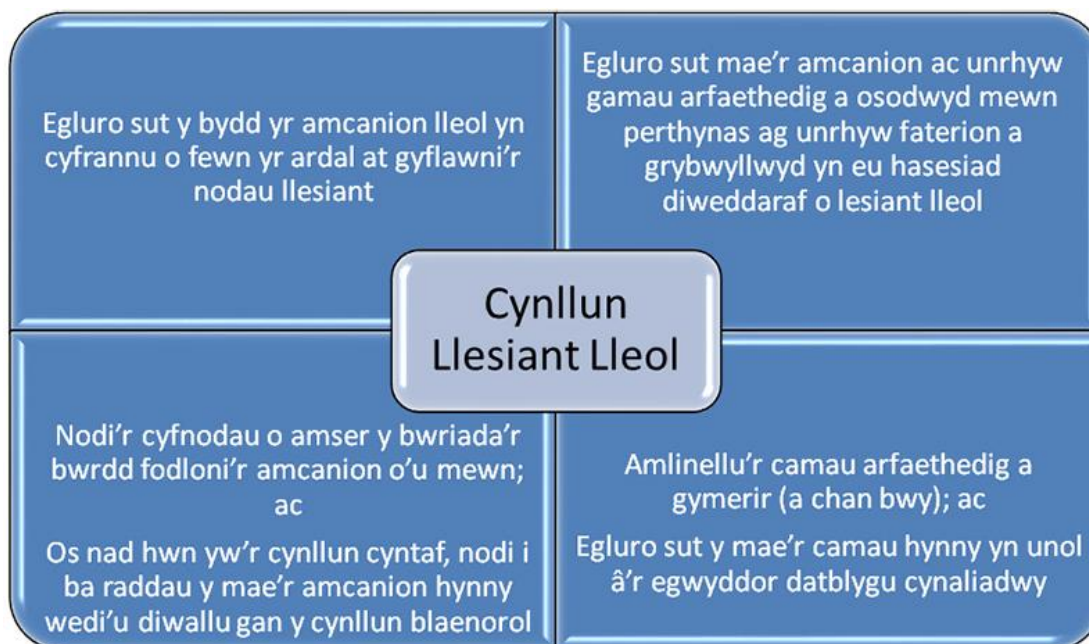 Egluro sut y bydd yr amcanion lleol yn
cyfrannu o fewn yr ardal at gyflawni'r
nodau llesiant
Egluro sut mae'r amcanion ac unrhyw
gamau arfaethedig a osodwyd mewn
perthynas ag unrhyw faterion a
grybwyllwyd yn eu hasesiad
diweddaraf o lesiant lleol
Cynllun
Llesiant Lleol
Nodi'r cyfnodau o amser y bwriada'r
bwrdd fodloni'r amcanion o'u mewn;
ac
Os nad hwn yw'r cynllun cyntaf, nodi i
ba raddau y mae'r amcanion hynny
wedi'u diwallu gan y cynllun blaenorol
Amlinellu'r camau arfaethedig a
gymerir (a chan bwy); ac
Egluro sut y mae'r camau hynny yn unol
â'r egwyddor datblygu cynaliadwy